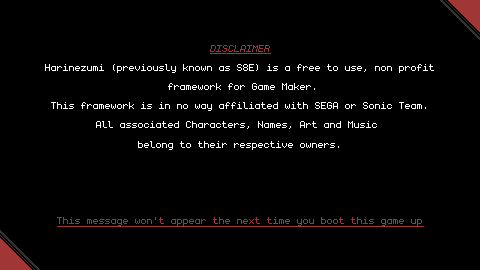 DISCLAIMER
Harinezumi (previously known as S8E) is a free to use, non profit
framework for Game Maker.
This framework is in no way affiliated with SEGA or Sonic Team.
All associated Characters, Names, Art and Music
belong to their respective owners.
This message won't appear the next time you boot this game up